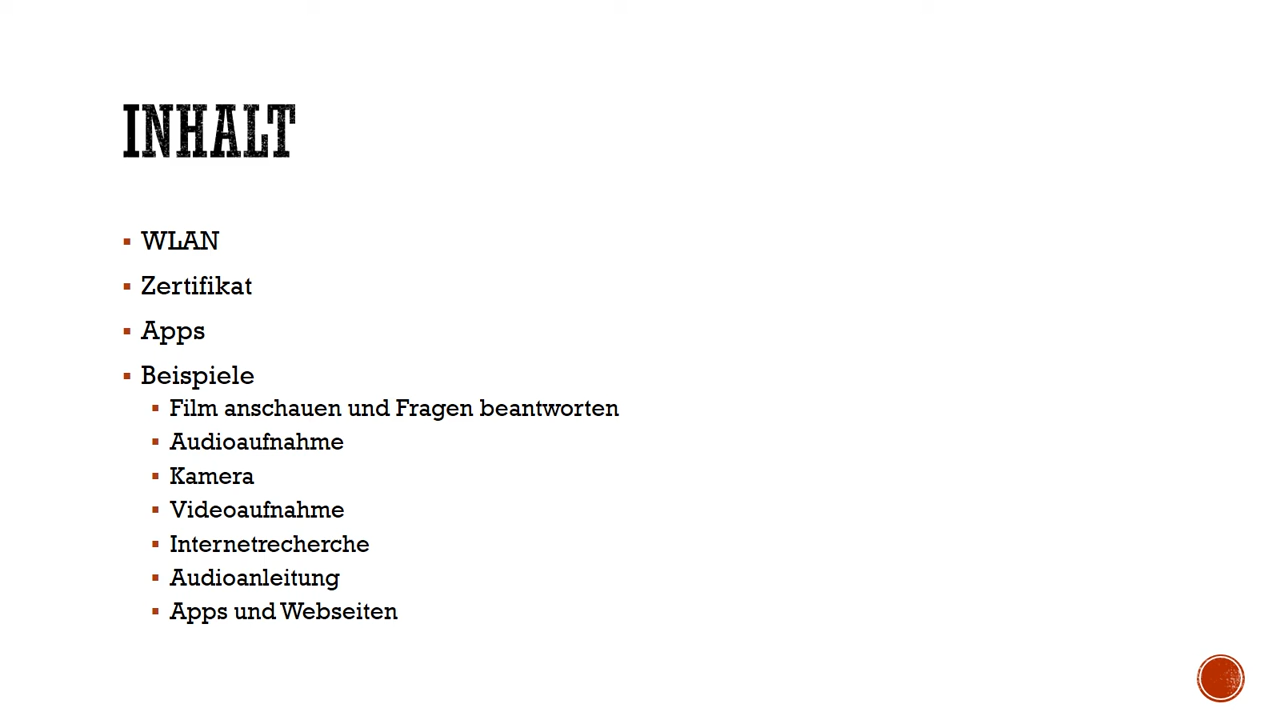 INHALT
WLAN
Zertifikat
Apps
Beispiele
Film anschauen und Fragen beantworten
Audioaufnahme
Kamera
Videoaufnahme
Internetrecherche
Audioanleitung
Apps und Webseiten